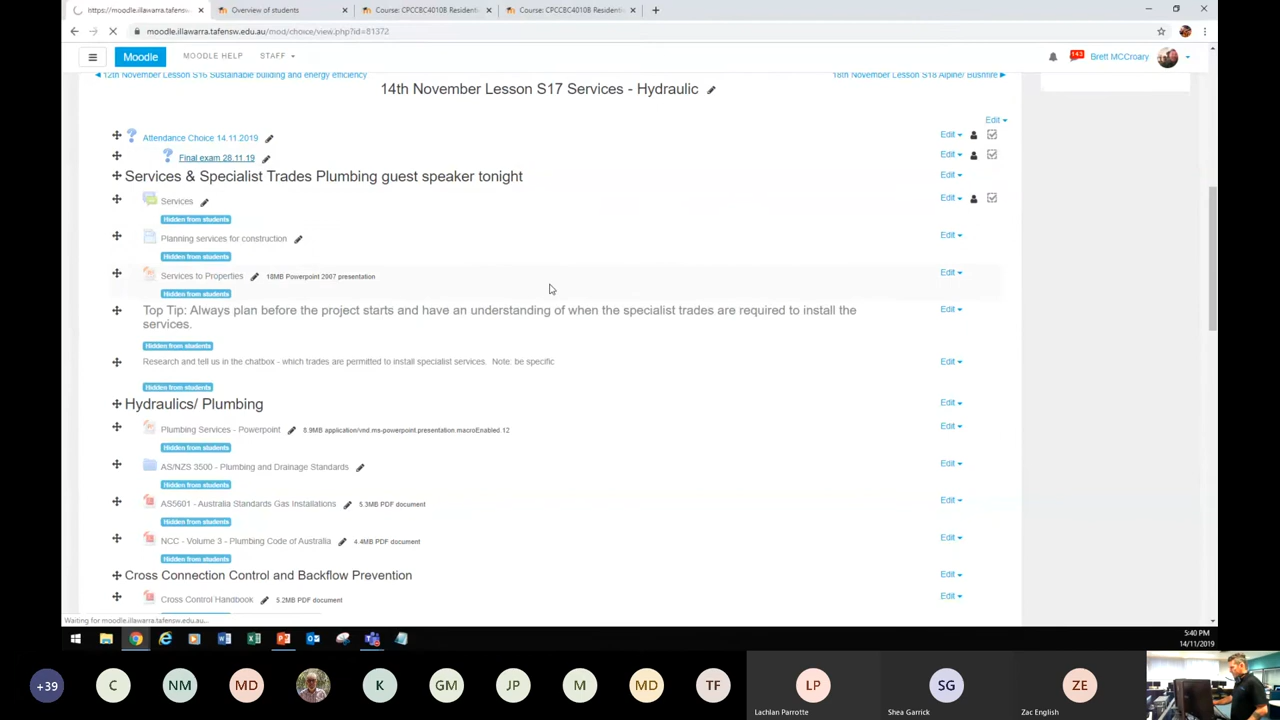 https://moodle.illawarra.tafensw.e
Overview of students
Course: CPCCBC4010B Residenti
Course: CPCCBC4010B Residenti
moodle.illawarra.tafensw.edu.au/mod/choice/view.php?id=81372
Moodle
MOODLE HELP
STAFF
143
Brett MCCroary
12th November Lesson S16 Sustainable building and energy efficiency
18th November Lesson S18 Alpine/ Bushfire
14th November Lesson S17 Services - Hydraulic
Edit
Attendance Choice 14.11.2019
Edit
Final exam 28.11.19
Edit
Services & Specialist Trades Plumbing guest speaker tonight
Edit
Services
Edit
Hidden from students
Planning services for construction
Edit
Hidden from students
Services to Properties
18MB Powerpoint 2007 presentation
Edit
Hidden from students
Top Tip: Always plan before the project starts and have an understanding of when the specialist trades are required to install the
services.
Edit
Hidden from students
Research and tell us in the chatbox - which trades are permitted to install specialist services. Note: be specific
Edit
Hidden from students
Hydraulics/ Plumbing
Edit
Plumbing Services - Powerpoint
8.9MB application/vnd.ms-powerpoint.presentation.macroEnabled.12
Edit
Hidden from students
AS/NZS 3500 - Plumbing and Drainage Standards
Edit
Hidden from students
AS5601 - Australia Standards Gas Installations
5.3MB PDF document
Edit
Hidden from students
NCC - Volume 3 - Plumbing Code of Australia
4.4MB PDF document
Edit
Hidden from students
Cross Connection Control and Backflow Prevention
Edit
Cross Control Handbook
5.2MB PDF document
Edit
Waiting for moodle.illawarra.tafensw.edu.au...
5:40 PM
14/11/2019
+39
C
NM
MD
K
GM
JP
M
MD
TF
LP
SG
ZE
Lachlan Parrotte
Shea Garrick
Zac English